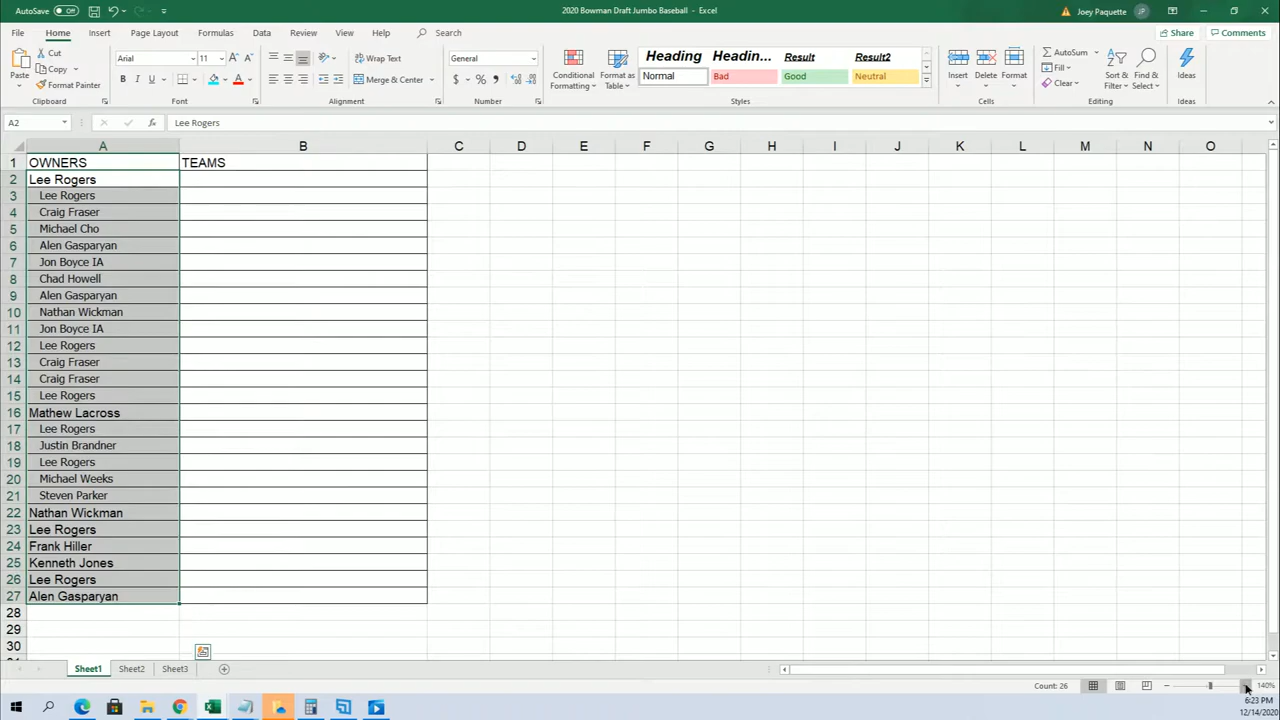 AutoSave Off 2020 Bowman Draft Jumbo Baseball - Excel Joey Paquette JP
File Home Insert Page Layout Formulas Data Review View Help Search Share Comments
Paste Cut Copy Format Painter Clipboard
Arial 11 B I U Font
Wrap Text Merge & Center Alignment
General $ % Number
Conditional Formatting Format as Table
Heading Headin... Result Result2
Normal Bad Good Neutral Styles
Insert Delete Format Cells
AutoSum Fill Clear Sort & Filter Find & Select Editing
Ideas Ideas
A2 fx Lee Rogers
A B C D E F G H I J K L M N O
1 OWNERS TEAMS
2 Lee Rogers
3 Lee Rogers
4 Craig Fraser
5 Michael Cho
6 Alen Gasparyan
7 Jon Boyce IA
8 Chad Howell
9 Alen Gasparyan
10 Nathan Wickman
11 Jon Boyce IA
12 Lee Rogers
13 Craig Fraser
14 Craig Fraser
15 Lee Rogers
16 Mathew Lacross
17 Lee Rogers
18 Justin Brandner
19 Lee Rogers
20 Michael Weeks
21 Steven Parker
22 Nathan Wickman
23 Lee Rogers
24 Frank Hiller
25 Kenneth Jones
26 Lee Rogers
27 Alen Gasparyan
28
29
30
Sheet1 Sheet2 Sheet3
Count: 26 140%
6:23 PM
12/14/2020